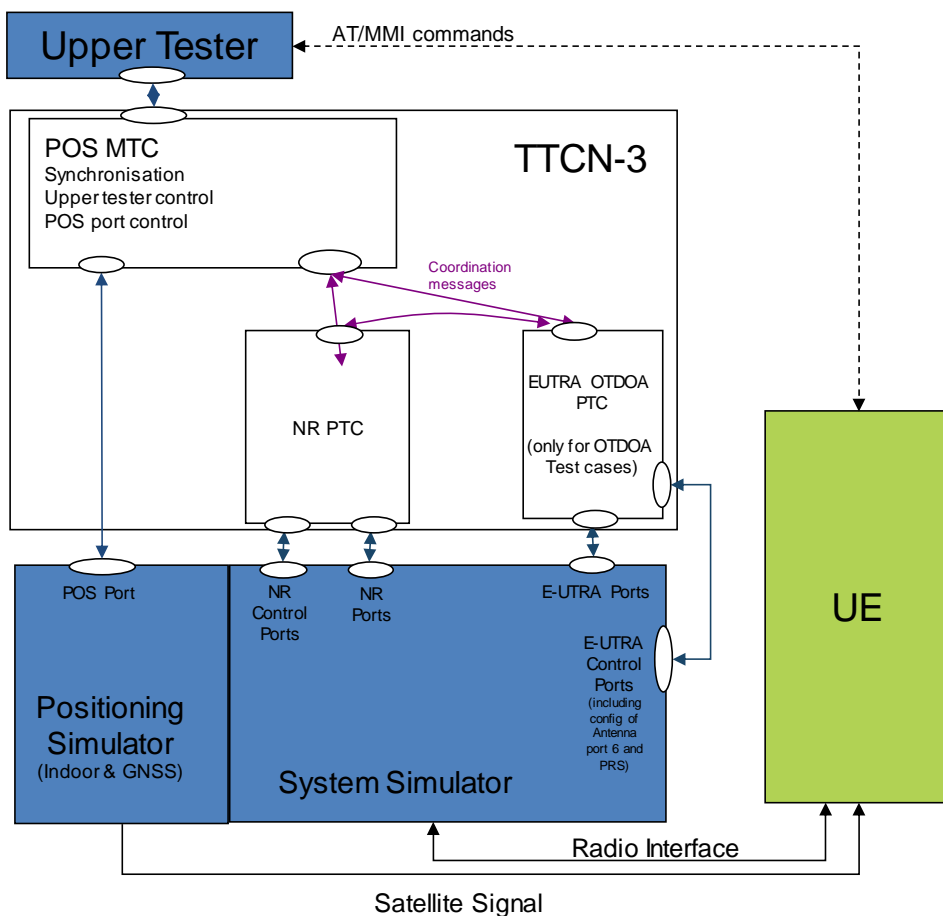 Upper Tester
AT/MMI commands
POS MTC
Synchronisation
Upper tester control
POS port control
TTCN-3
Coordination
messages
NR PTC
EUTRA OTDOA
PTC
(only for OTDOA
Test cases)
POS Port
NR
Control
Ports
NR
Ports
E-UTRA Ports
E-UTRA
Control
Ports
(including
config of
Antenna
port 6 and
PRS)
UE
Positioning
Simulator
(Indoor & GNSS)
System Simulator
Radio Interface
Satellite Signal